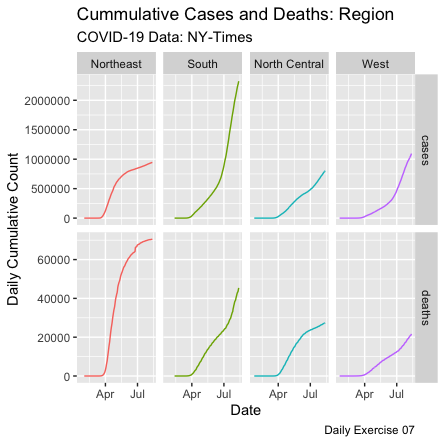 Cummulative Cases and Deaths: Region
COVID-19 Data: NY-Times
Northeast
South
North Central
West
Daily Cumulative Count
2000000
1500000
1000000
500000
0
cases
60000
40000
20000
0
deaths
Apr
Jul
Apr
Jul
Apr
Jul
Apr
Jul
Date
Daily Exercise 07